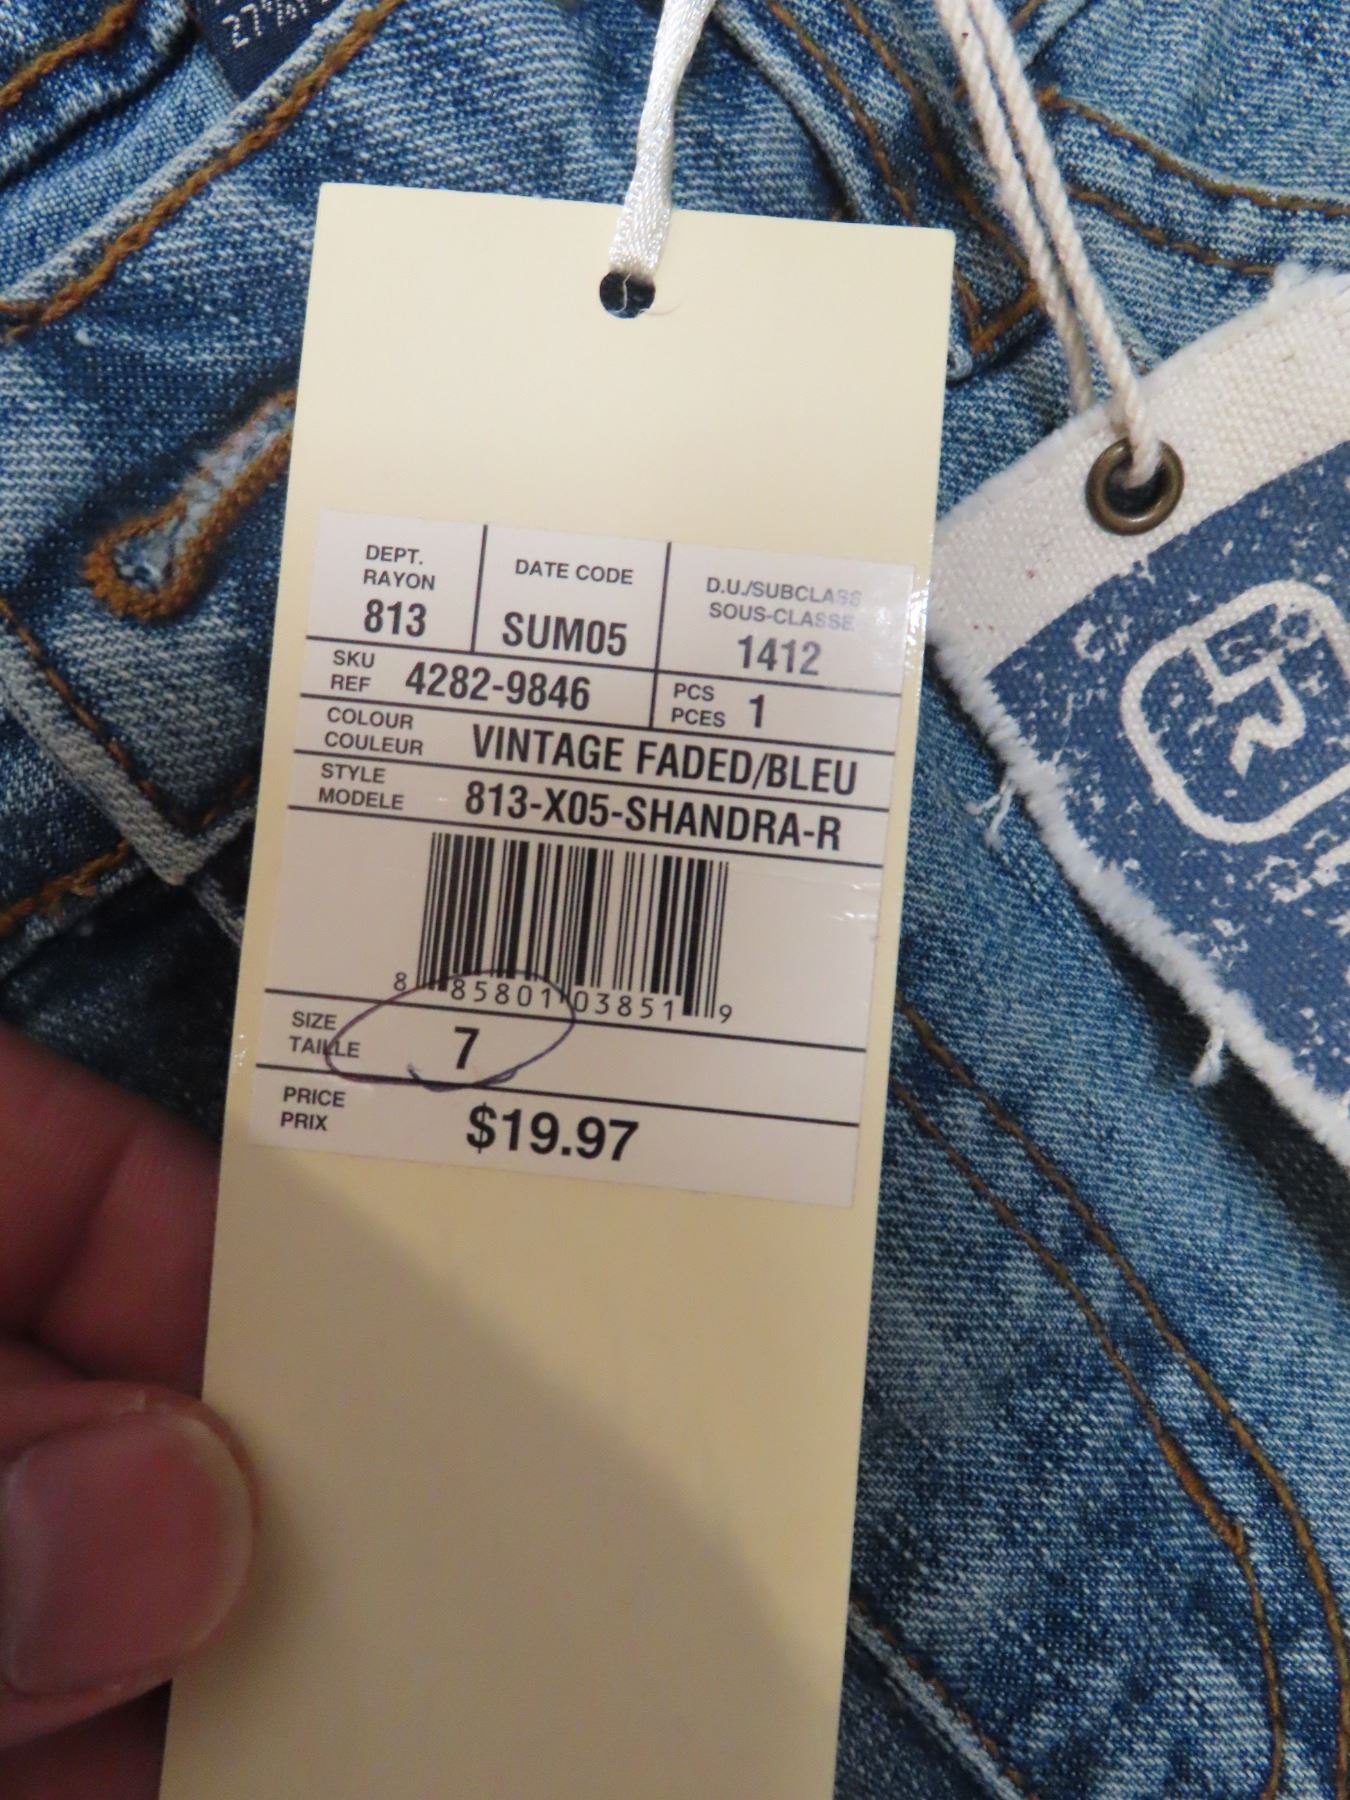 DEPT.
RAYON
813
DATE CODE
SUM05
D.U./SUBCLASS
SOUS-CLASSE
1412
SKU
REF
4282-9846
PCS
PCES
1
COLOUR
COULEUR
VINTAGE FADED/BLEU
STYLE
MODELE
813-X05-SHANDRA-R
8 85801 03851 9
SIZE
TAILLE
7
PRICE
PRIX
$19.97